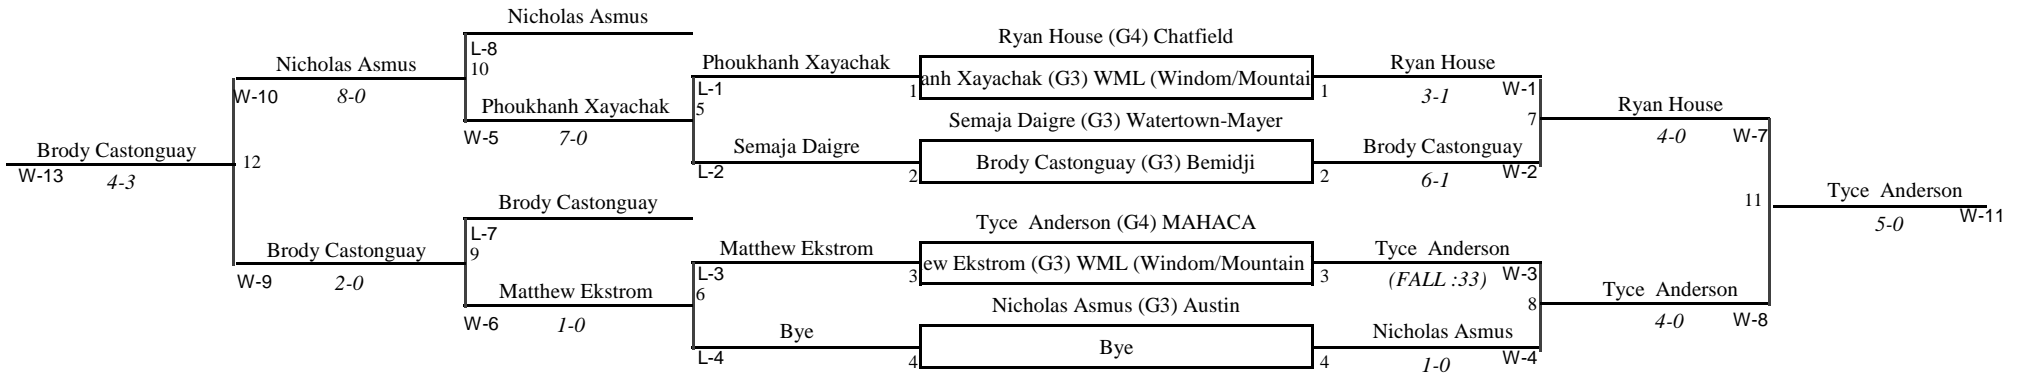 Nicholas Asmus
L-8
10
Nicholas Asmus
W-10
8-0
Phoukhanh Xayachak
W-5
7-0
Brody Castonguay
W-13
4-3
12
Brody Castonguay
L-7
9
Brody Castonguay
W-9
2-0
Matthew Ekstrom
W-6
1-0
Phoukhanh Xayachak
L-1
5
1
Semaja Daigre
L-2
2
Matthew Ekstrom
L-3
6
3
Bye
L-4
4
Ryan House (G4) Chatfield
anh Xayachak (G3) WML (Windom/Mountai
Semaja Daigre (G3) Watertown-Mayer
Brody Castonguay (G3) Bemidji
Tyce Anderson (G4) MAHACA
ew Ekstrom (G3) WML (Windom/Mountain
Nicholas Asmus (G3) Austin
Bye
Ryan House
1
3-1
W-1
7
Brody Castonguay
2
6-1
W-2
Tyce Anderson
3
(FALL :33)
W-3
8
Nicholas Asmus
4
1-0
W-4
Ryan House
4-0
W-7
11
Tyce Anderson
4-0
W-8
Tyce Anderson
5-0
W-11